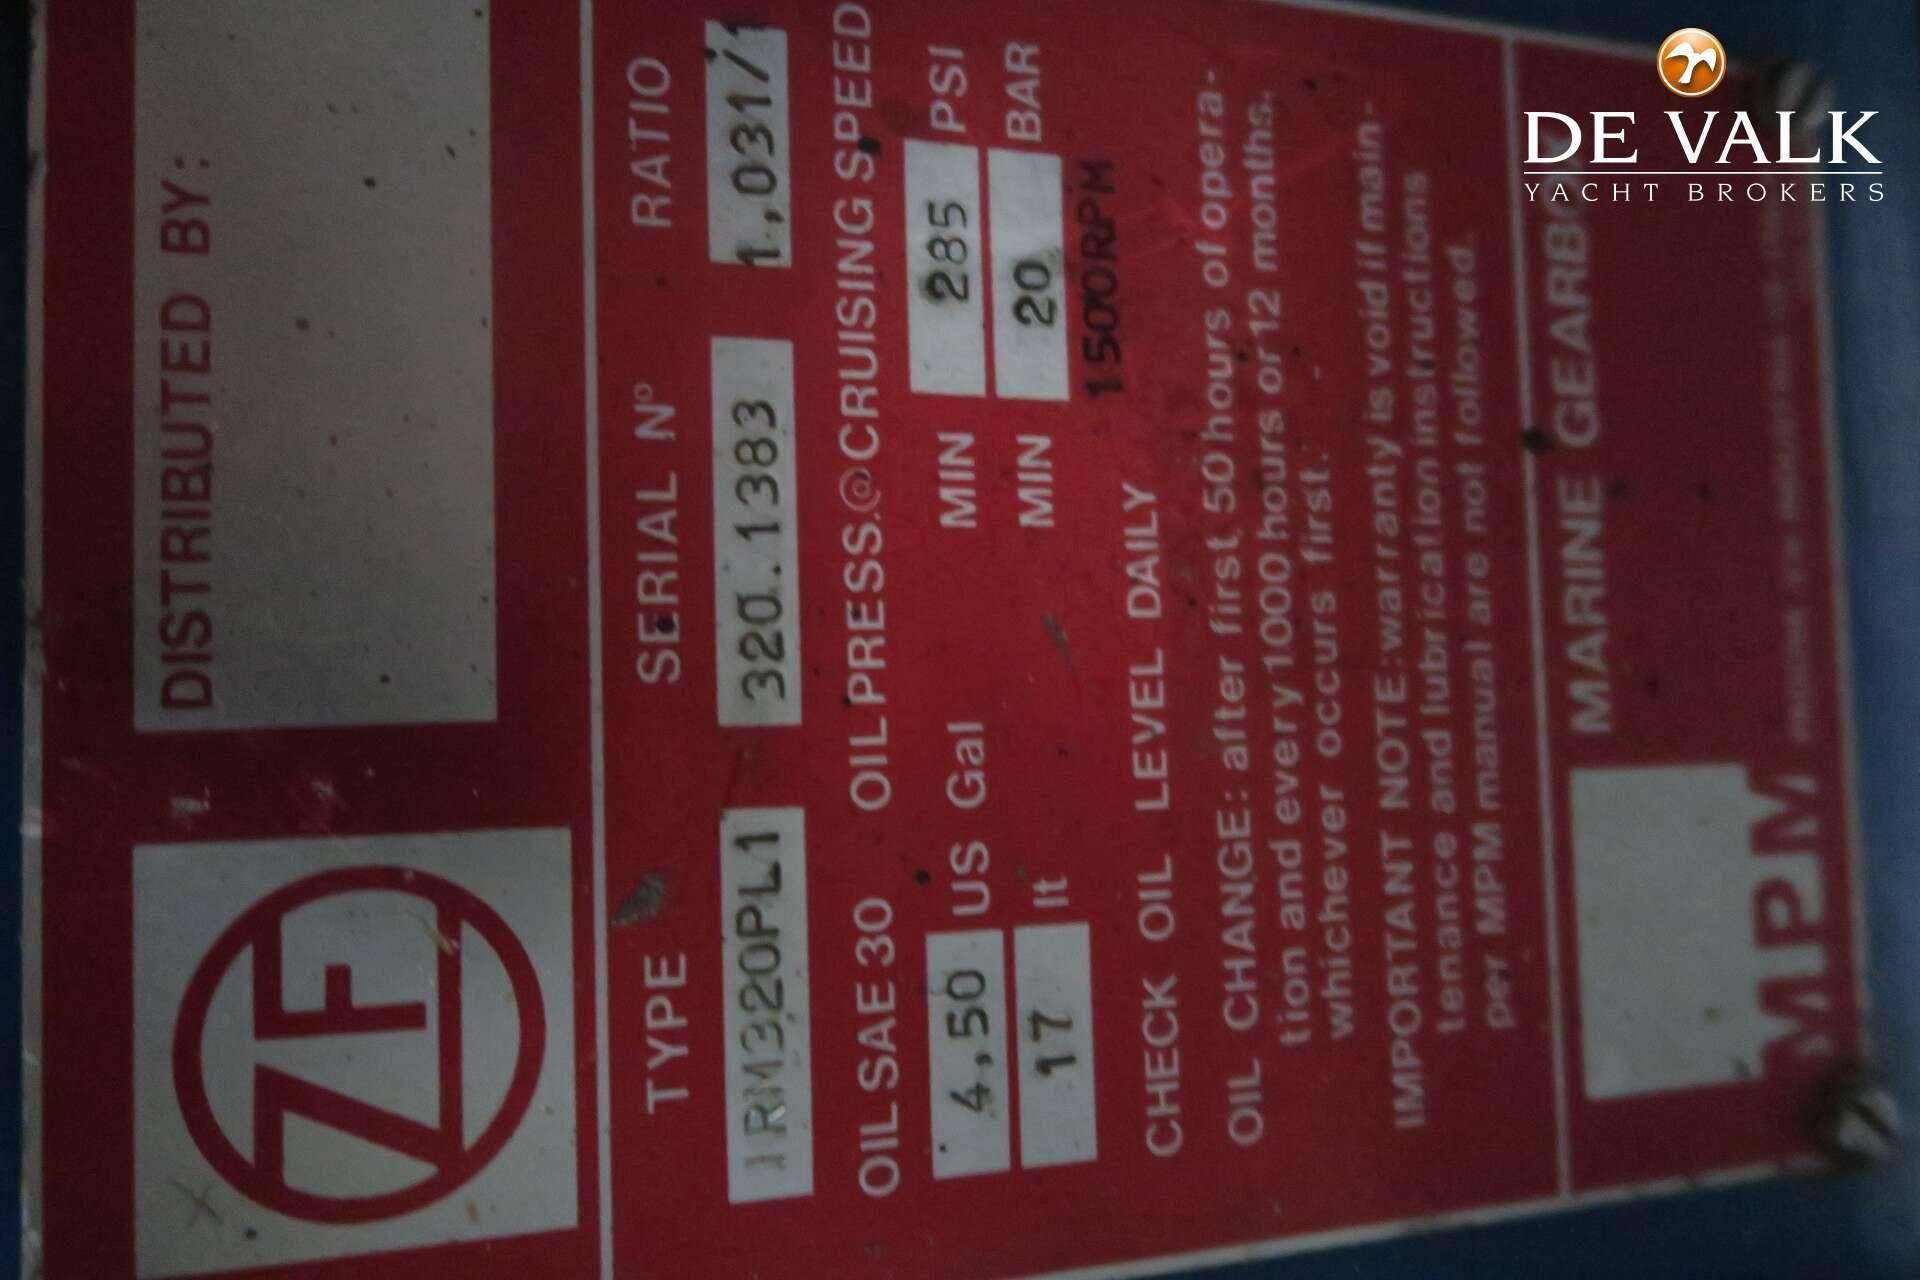 ZF
DISTRIBUTED BY:
TYPE SERIAL Nº RATIO
IRM320PL1 320..1383 1,031/1
OIL SAE 30 OIL PRESS.@ CRUISING SPEED
4,50 US Gal MIN 285 PSI
17 lt MIN 20 BAR
1500RPM
CHECK OIL LEVEL DAILY
OIL CHANGE: after first 50 hours of opera-
tion and every 1000 hours or 12 months.
whichever occurs first.
IMPORTANT NOTE: warranty is void if main-
tenance and lubrication instructions
per MPM manual are not followed.
MPM
MARINE GEARBO
DE VALK
YACHT BROKERS